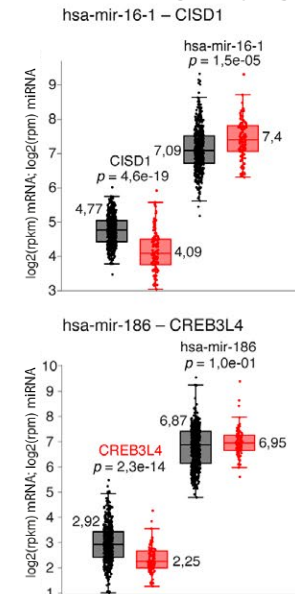 hsa-mir-16-1 – CISD1
hsa-mir-16-1
p = 1,5e-05
CISD1
p = 4,6e-19
4,77
4,09
7,09
7,4
log2(rpkm) mRNA; log2(rpm) miRNA
9
8
7
6
5
4
3
hsa-mir-186 – CREB3L4
hsa-mir-186
p = 1,0e-01
CREB3L4
p = 2,3e-14
2,92
2,25
6,87
6,95
log2(rpkm) mRNA; log2(rpm) miRNA
10
9
8
7
6
5
4
3
2
1